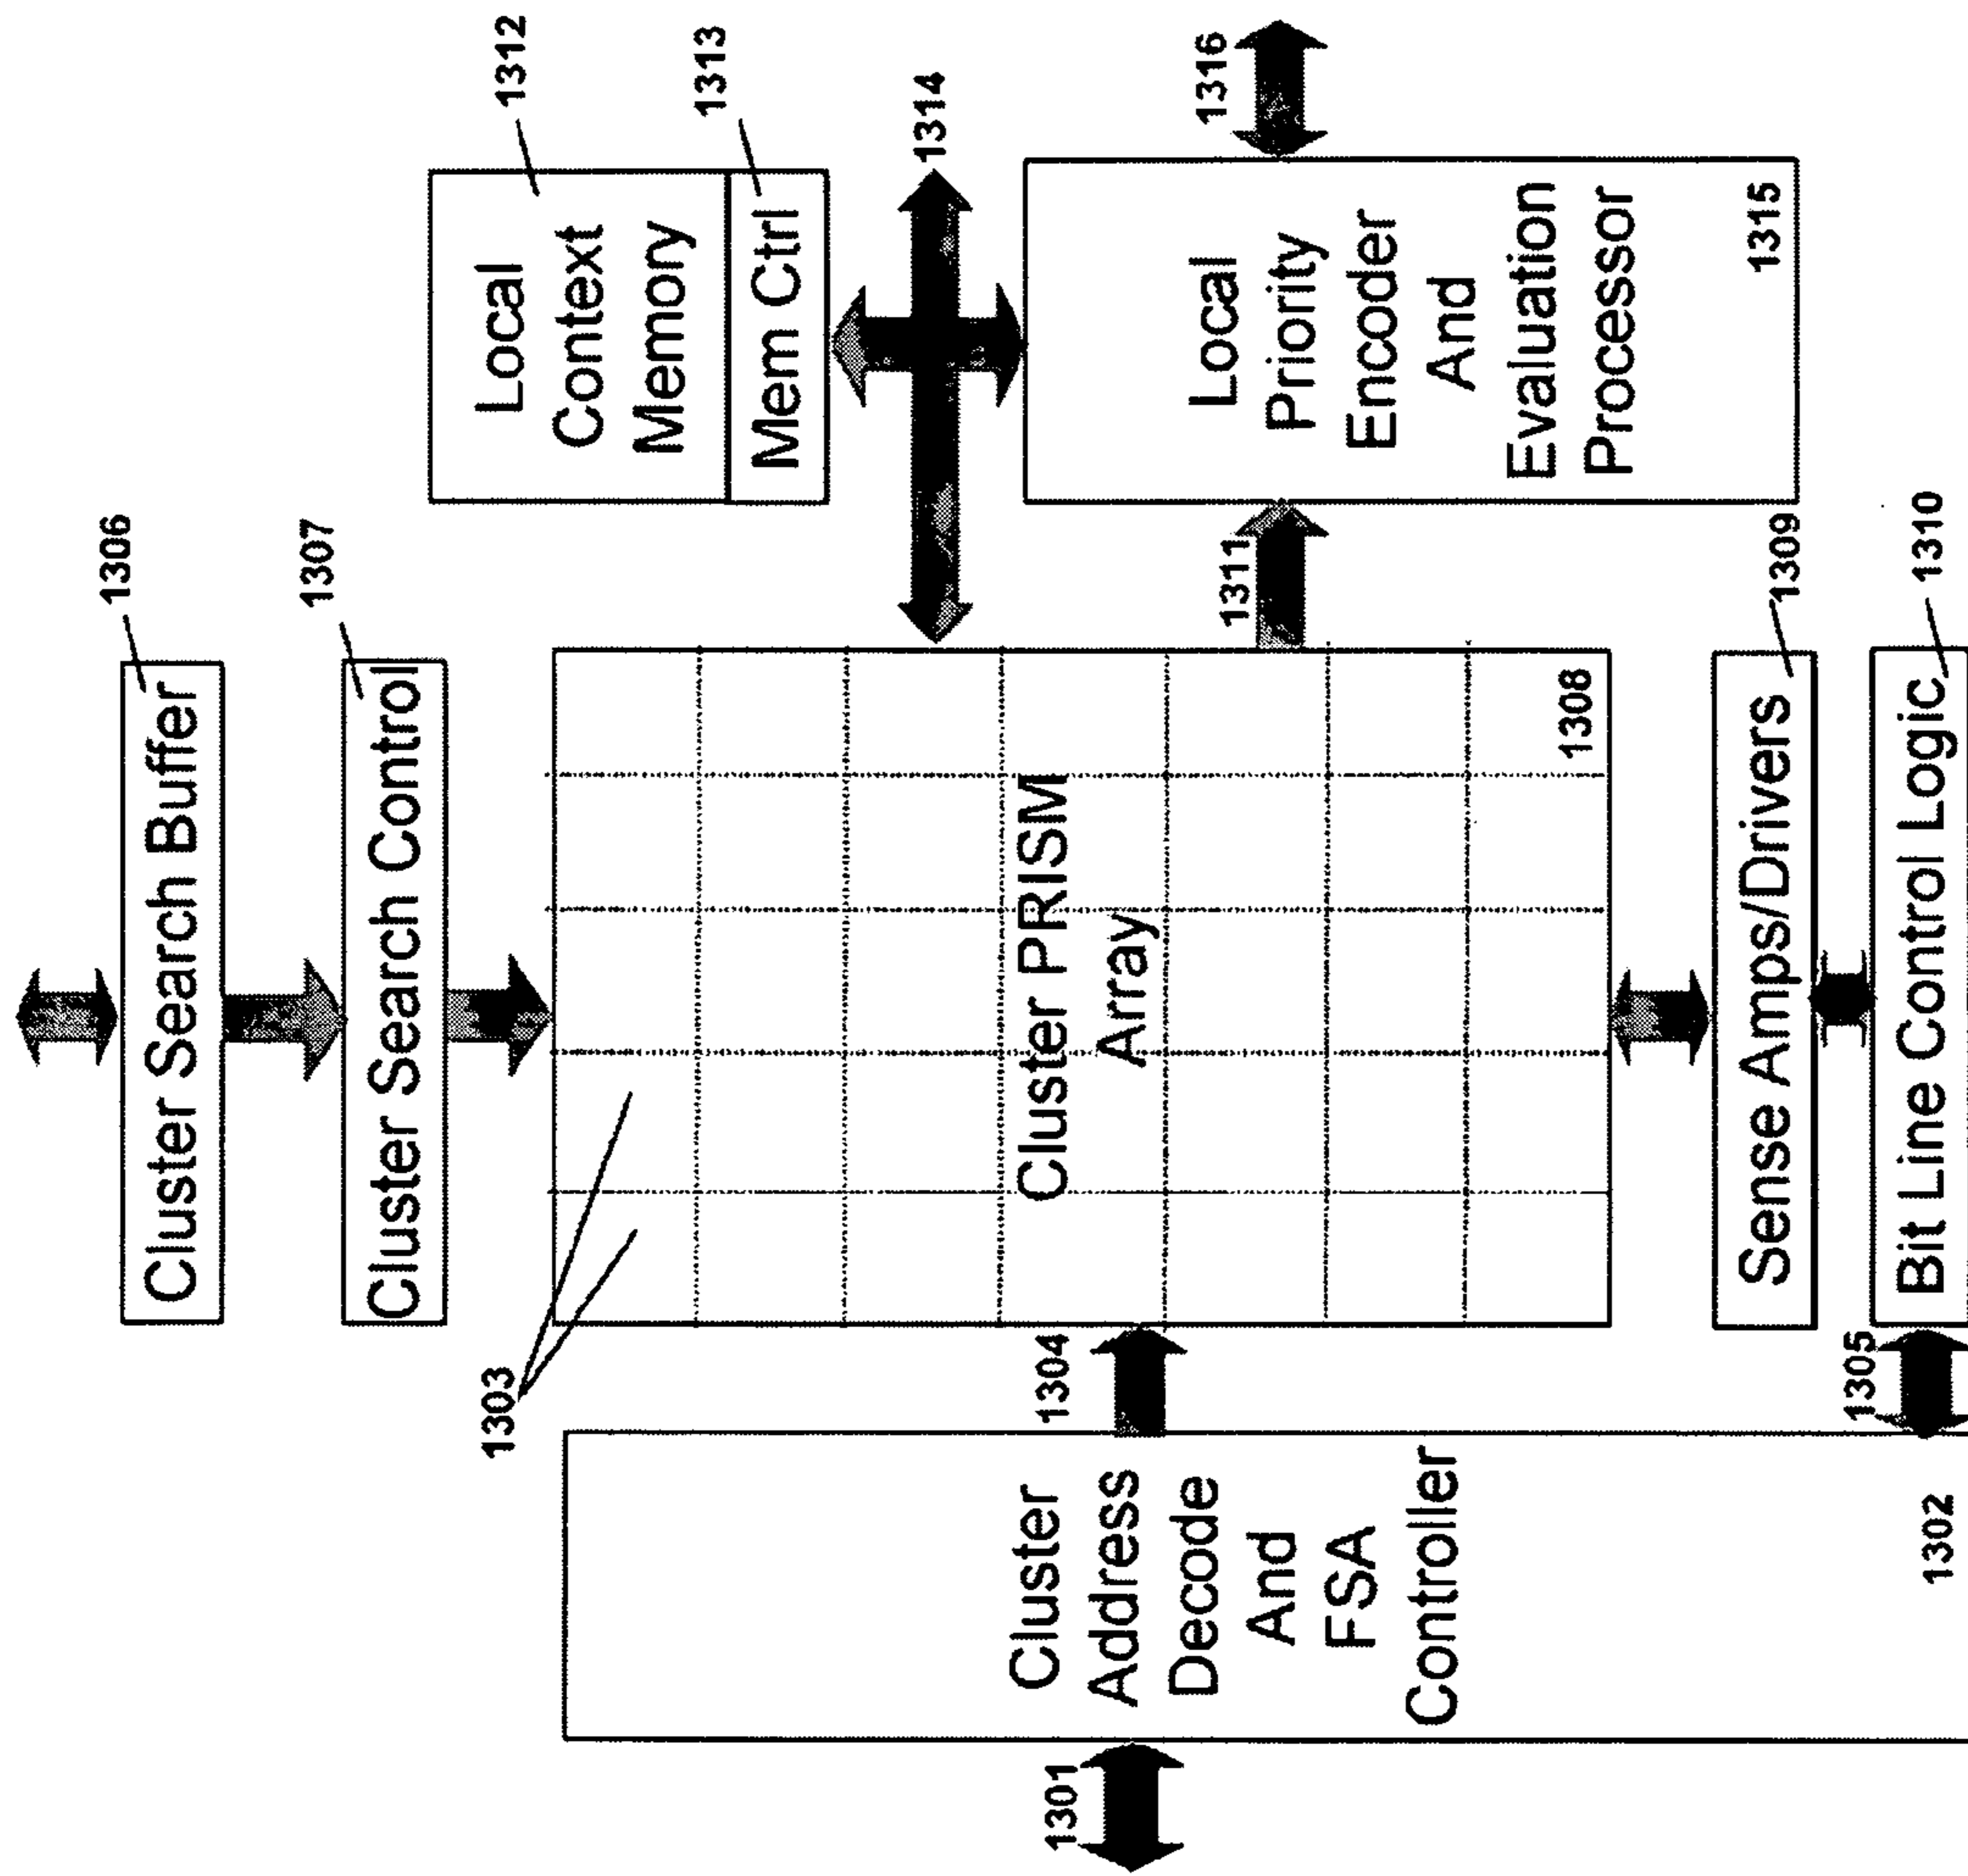 1306
Cluster Search Buffer
1307
Cluster Search Control
1312
Local
Context
Memory
1313
Mem Ctrl
1314
1303
Cluster PRISM
Array
1308
1301
Cluster
Address
Decode
And
FSA
Controller
1302
1304
1305
1311
Local
Priority
Encoder
And
Evaluation
Processor
1315
1316
Sense Amps/Drivers
1309
Bit Line Control Logic
1310